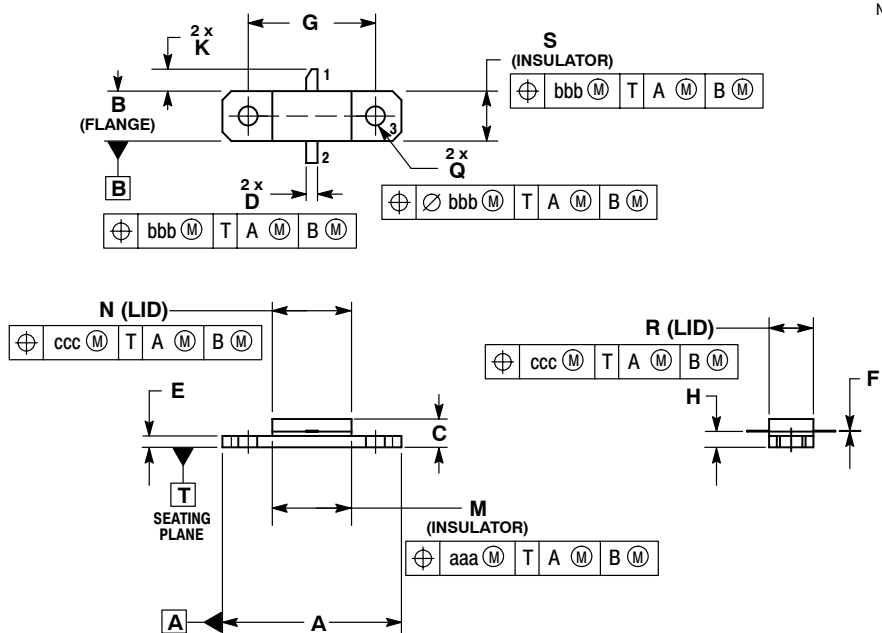 N
G
2 x
K
S
(INSULATOR)
⌖ bbb Ⓜ T A Ⓜ B Ⓜ
1
B
(FLANGE)
3
2
B
2 x
Q
2 x
D
⌖ ∅ bbb Ⓜ T A Ⓜ B Ⓜ
⌖ bbb Ⓜ T A Ⓜ B Ⓜ
N (LID)
⌖ ccc Ⓜ T A Ⓜ B Ⓜ
R (LID)
⌖ ccc Ⓜ T A Ⓜ B Ⓜ
E
C
H
F
T
SEATING
PLANE
M
(INSULATOR)
⌖ aaa Ⓜ T A Ⓜ B Ⓜ
A
A